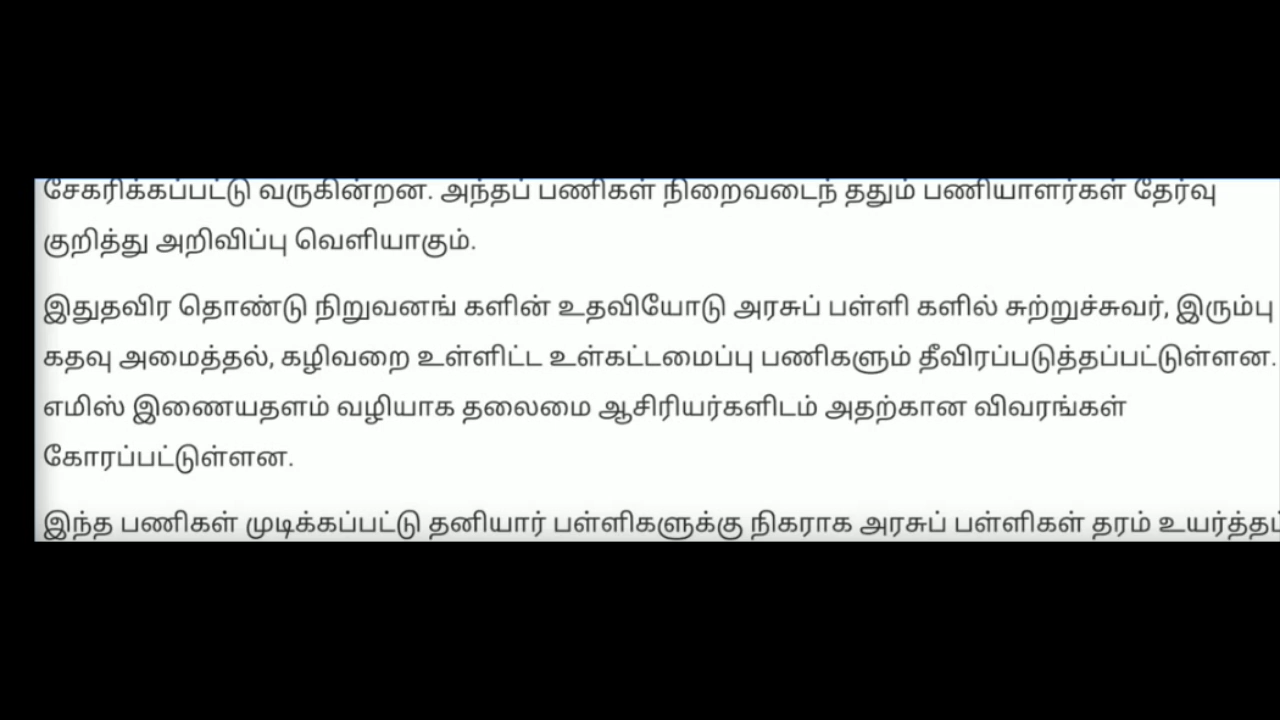 சேகரிக்கப்பட்டு வருகின்றன. அந்தப் பணிகள் நிறைவடைந் ததும் பணியாளர்கள் தேர்வு
குறித்து அறிவிப்பு வெளியாகும்.
இதுதவிர தொண்டு நிறுவனங் களின் உதவியோடு அரசுப் பள்ளி களில் சுற்றுச்சுவர், இரும்பு
கதவு அமைத்தல், கழிவறை உள்ளிட்ட உள்கட்டமைப்பு பணிகளும் தீவிரப்படுத்தப்பட்டுள்ளன.
எமிஸ் இணையதளம் வழியாக தலைமை ஆசிரியர்களிடம் அதற்கான விவரங்கள்
கோரப்பட்டுள்ளன.
இந்த பணிகள் முடிக்கப்பட்டு தனியார் பள்ளிகளுக்கு நிகராக அரசுப் பள்ளிகள் தரம்